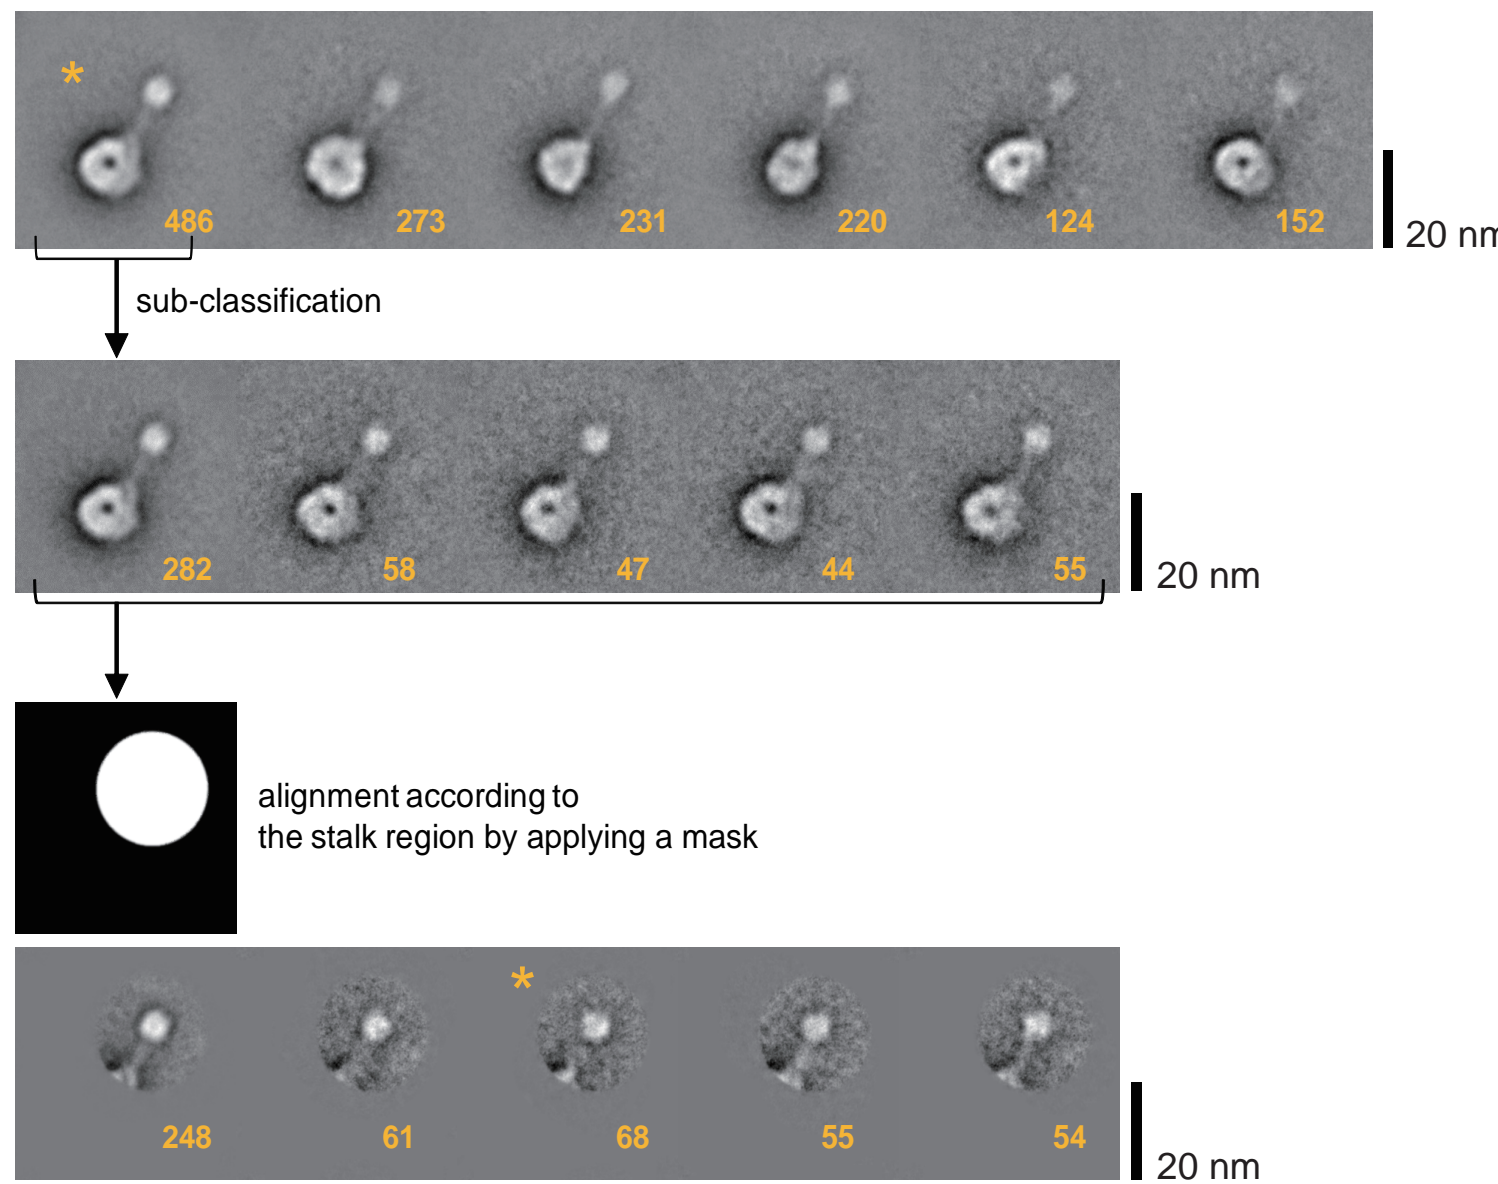 *
486 273 231 220 124 152
20 nm
sub-classification
282 58 47 44 55
20 nm
alignment according to
the stalk region by applying a mask
*
248 61 68 55 54
20 nm